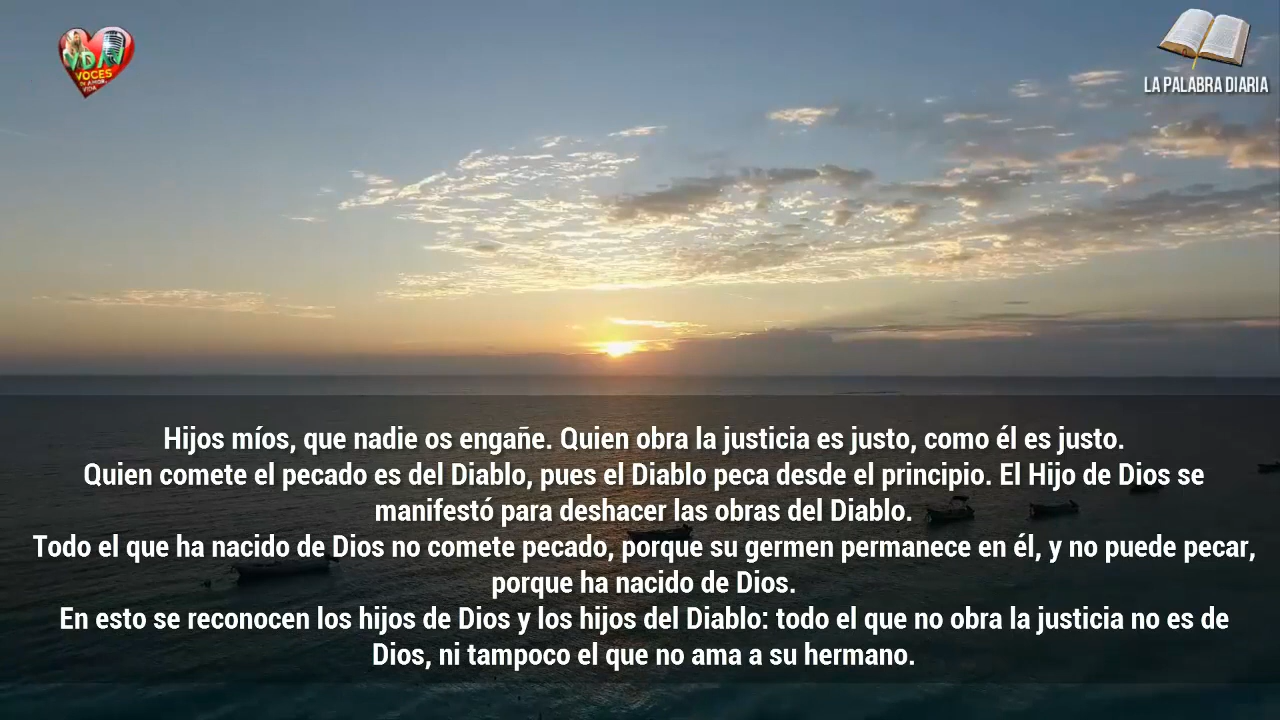 VDAV
VOCES
LA PALABRA DIARIA
Hijos míos, que nadie os engañe. Quien obra la justicia es justo, como él es justo.
Quien comete el pecado es del Diablo, pues el Diablo peca desde el principio. El Hijo de Dios se
manifestó para deshacer las obras del Diablo.
Todo el que ha nacido de Dios no comete pecado, porque su germen permanece en él, y no puede pecar,
porque ha nacido de Dios.
En esto se reconocen los hijos de Dios y los hijos del Diablo: todo el que no obra la justicia no es de
Dios, ni tampoco el que no ama a su hermano.